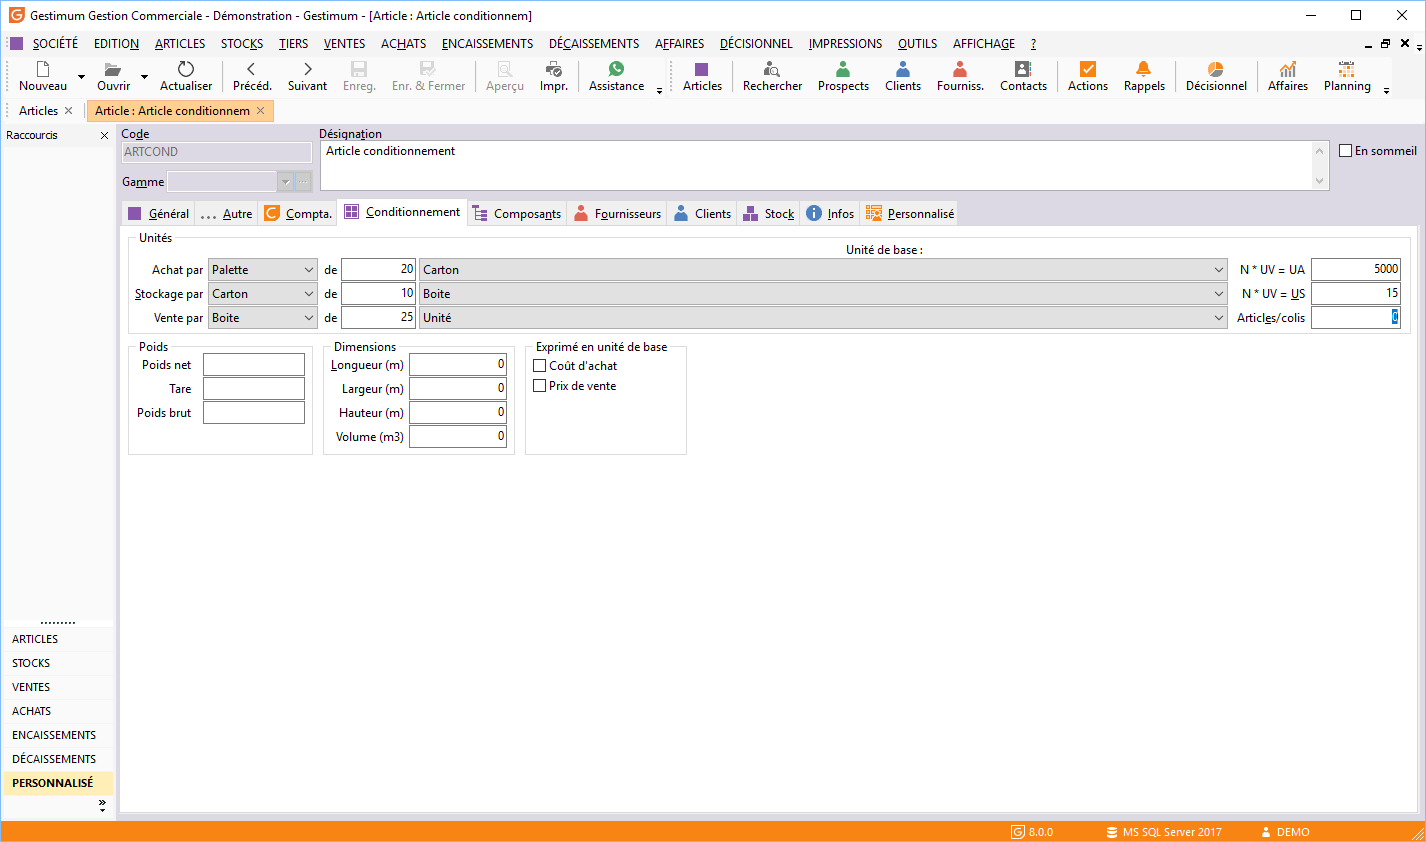 Gestimum Gestion Commerciale - Démonstration - Gestimum - [Article : Article conditionnem]
SOCIÉTÉ EDITION ARTICLES STOCKS TIERS VENTES ACHATS ENCAISSEMENTS DÉCAISSEMENTS AFFAIRES DÉCISIONNEL IMPRESSIONS OUTILS AFFICHAGE ?
Nouveau Ouvrir Actualiser Précéd. Suivant Enreg. Enr. & Fermer Aperçu Impr. Assistance Articles Rechercher Prospects Clients Fourniss. Contacts Actions Rappels Décisionnel Affaires Planning
Articles Article : Article conditionnem
Raccourcis
Code Désignation
ARTCOND Article conditionnement En sommeil
Gamme
Général Autre Compta. Conditionnement Composants Fournisseurs Clients Stock Infos Personnalisé
Unités
Unité de base :
Achat par Palette de 20 Carton N * UV = UA 5000
Stockage par Carton de 10 Boite N * UV = US 15
Vente par Boite de 25 Unité Articles/colis 0
Poids Dimensions Exprimé en unité de base
Poids net Longueur (m) 0 Coût d'achat
Tare Largeur (m) 0 Prix de vente
Poids brut Hauteur (m) 0
Volume (m3) 0
ARTICLES
STOCKS
VENTES
ACHATS
ENCAISSEMENTS
DÉCAISSEMENTS
PERSONNALISÉ
8.0.0 MS SQL Server 2017 DEMO